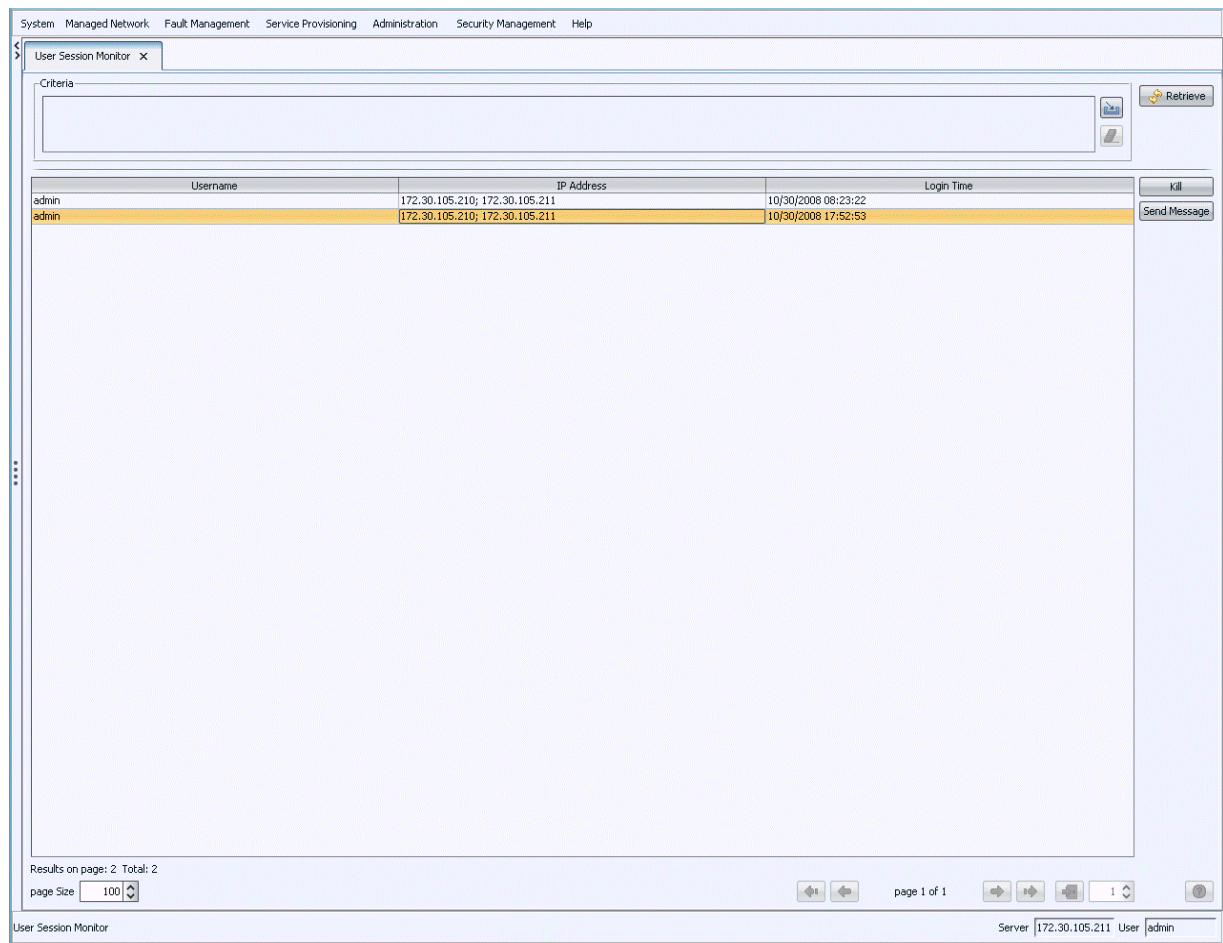 System Managed Network Fault Management Service Provisioning Administration Security Management Help
User Session Monitor X
Criteria
Retrieve
Username IP Address Login Time
Kill
admin 172.30.105.210; 172.30.105.211 10/30/2008 08:23:22
admin 172.30.105.210; 172.30.105.211 10/30/2008 17:52:53
Send Message
Results on page: 2 Total: 2
page Size 100
page 1 of 1
1
User Session Monitor
Server 172.30.105.211 User admin